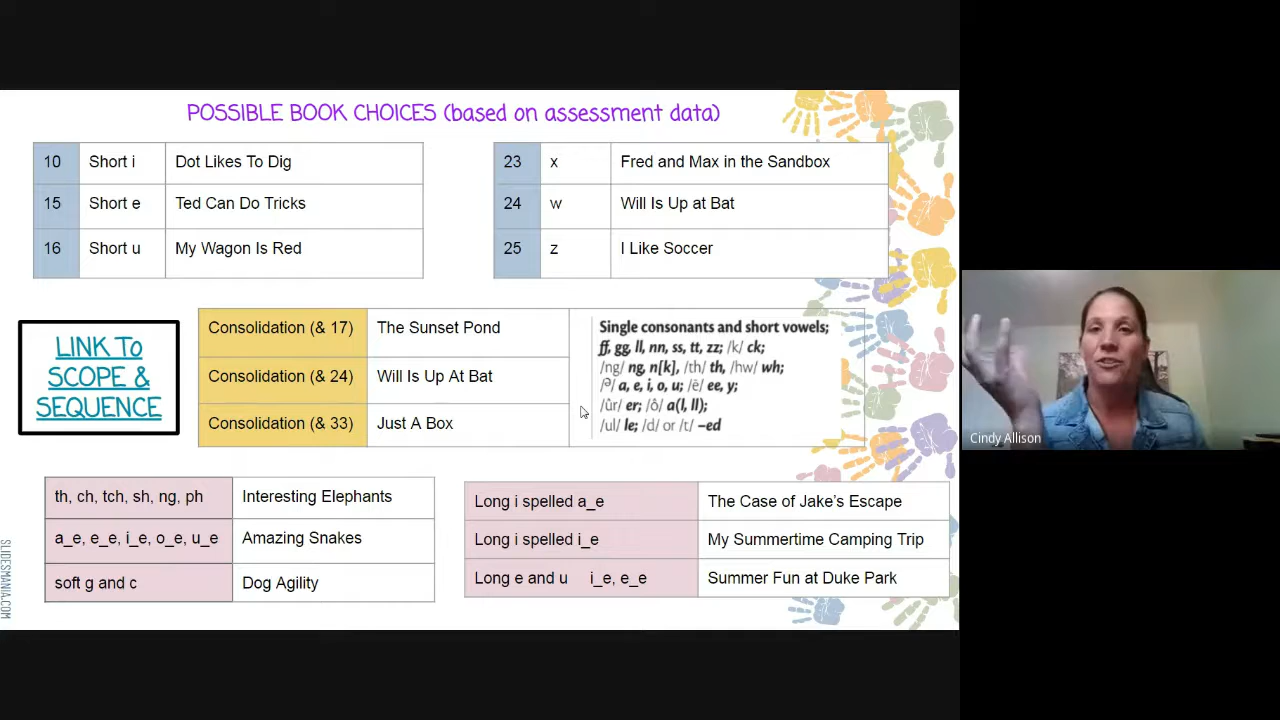 POSSIBLE BOOK CHOICES (based on assessment data)
10 Short i Dot Likes To Dig
15 Short e Ted Can Do Tricks
16 Short u My Wagon Is Red
23 x Fred and Max in the Sandbox
24 w Will Is Up at Bat
25 z I Like Soccer
LINK To
SCOPE &
SEQUENCE
Consolidation (& 17) The Sunset Pond
Consolidation (& 24) Will Is Up At Bat
Consolidation (& 33) Just A Box
Single consonants and short vowels;
ff, gg, ll, nn, ss, tt, zz; /k/ ck;
/ng/ ng, n[k], /th/ th, /hw/ wh;
/ə/ a, e, i, o, u; /ē/ ee, y;
/ûr/ er; /ô/ a(l, ll);
/ul/ le; /d/ or /t/ –ed
th, ch, tch, sh, ng, ph Interesting Elephants
a_e, e_e, i_e, o_e, u_e Amazing Snakes
soft g and c Dog Agility
Long i spelled a_e The Case of Jake’s Escape
Long i spelled i_e My Summertime Camping Trip
Long e and u i_e, e_e Summer Fun at Duke Park
SLIDESMANIA.COM
Cindy Allison